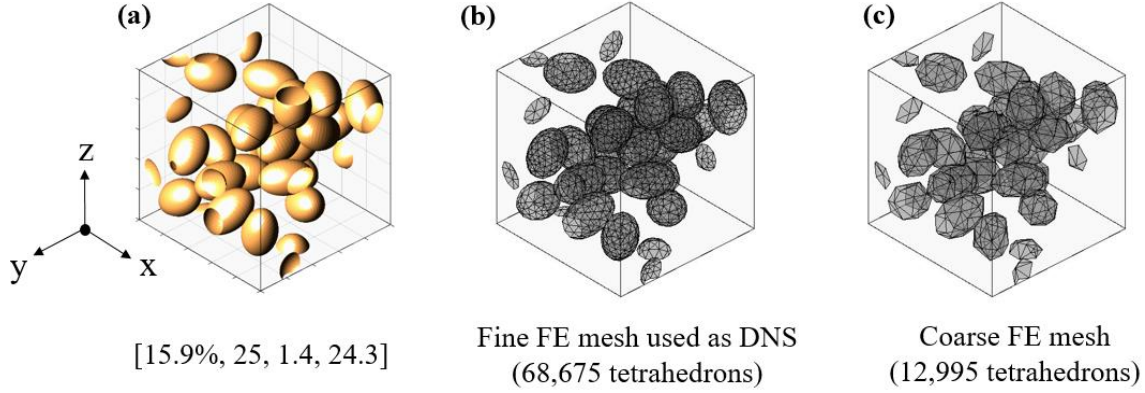 (a)
(b)
(c)
z
y
x
[15.9%, 25, 1.4, 24.3]
Fine FE mesh used as DNS
(68,675 tetrahedrons)
Coarse FE mesh
(12,995 tetrahedrons)